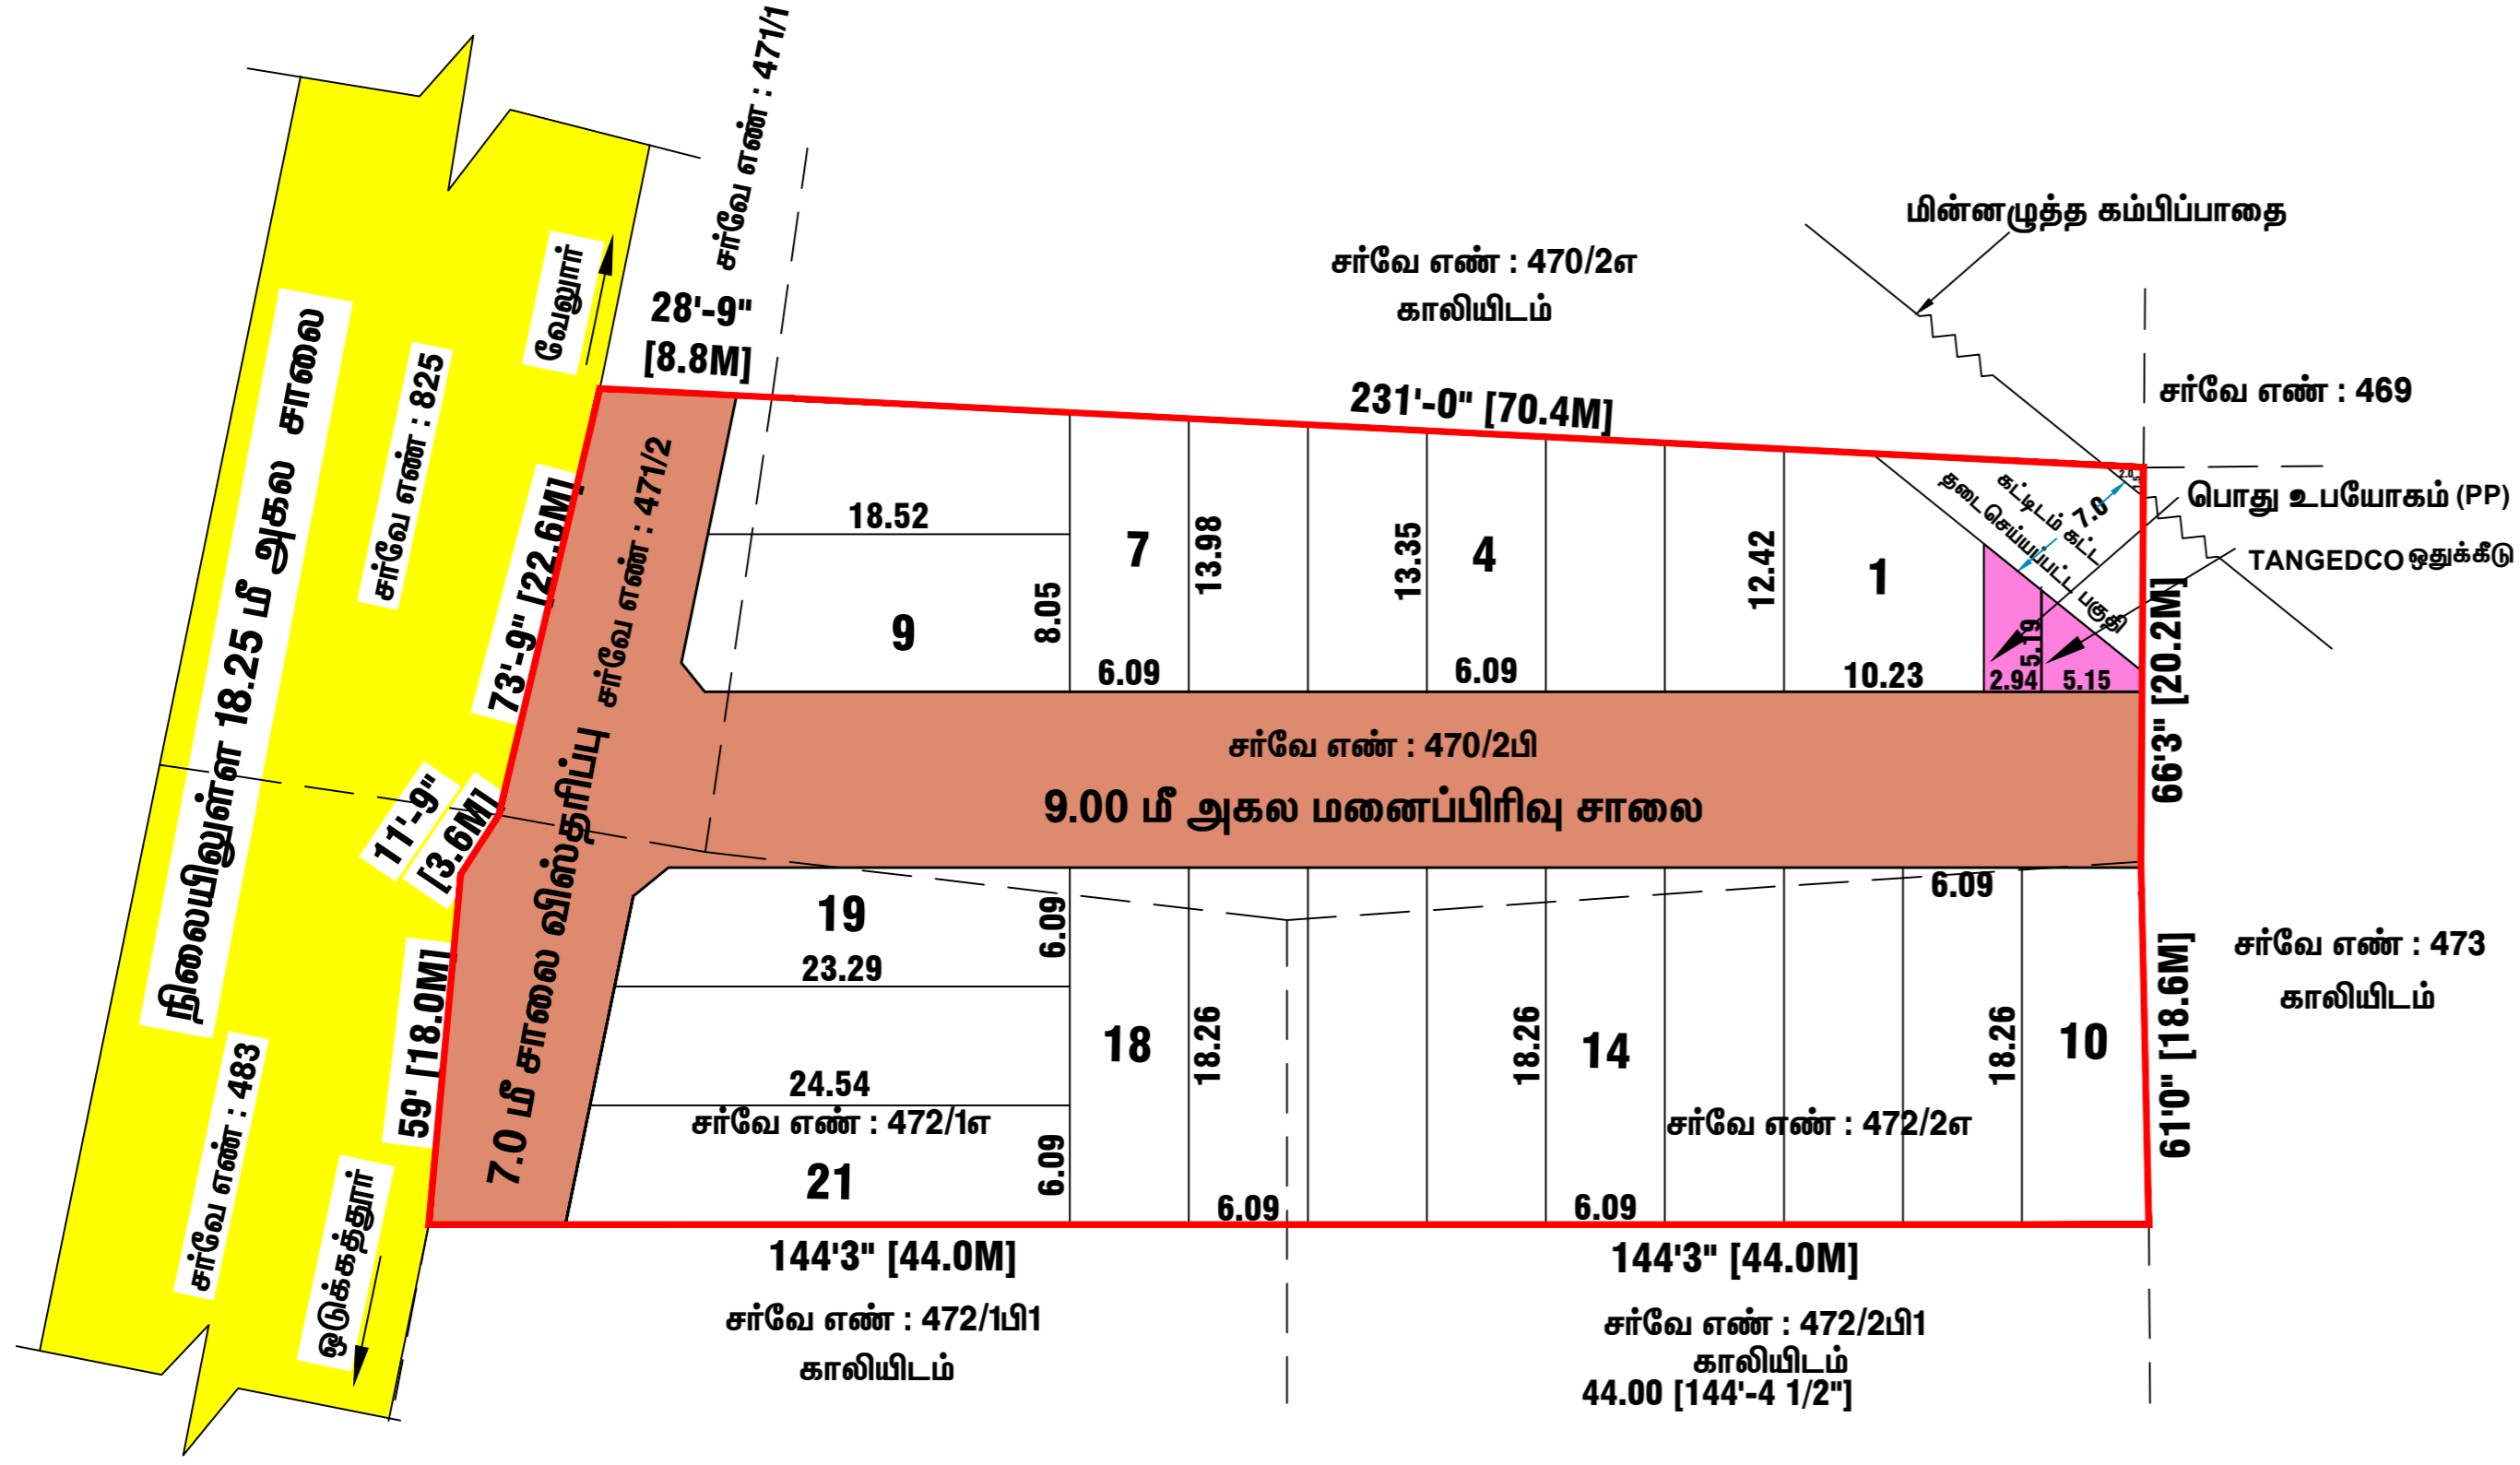 சர்வே எண் : 471/1
மின்னழுத்த கம்பிப்பாதை
சர்வே எண் : 470/2எ
காலியிடம்
வேலூர்
28'-9"
[8.8M]
நிலையிலுள்ள 18.25 மீ அகல சாலை
சர்வே எண் : 825
231'-0" [70.4M]
சர்வே எண் : 469
73'-9" [22.6M]
சர்வே எண் : 471/2
2.0
1.5
கட்டிடம் கட்ட
தடைசெய்யப்பட்ட பகுதி
7.0
பொது உபயோகம் (PP)
TANGEDCO ஒதுக்கீடு
18.52
8.05
9
7
13.98
6.09
13.35
4
6.09
12.42
1
10.23
5.19
2.94
5.15
66'3" [20.2M]
சர்வே எண் : 470/2பி
9.00 மீ அகல மனைப்பிரிவு சாலை
11'-9"
[3.6M]
7.0 மீ சாலை விஸ்தரிப்பு
59' [18.0M]
19
6.09
23.29
24.54
சர்வே எண் : 472/1எ
21
6.09
18
18.26
6.09
18.26
14
6.09
6.09
18.26
10
சர்வே எண் : 472/2எ
61'0" [18.6M]
சர்வே எண் : 473
காலியிடம்
சர்வே எண் : 483
ஒடுக்கத்தூர்
144'3" [44.0M]
144'3" [44.0M]
சர்வே எண் : 472/1பி1
காலியிடம்
சர்வே எண் : 472/2பி1
காலியிடம்
44.00 [144'-4 1/2"]